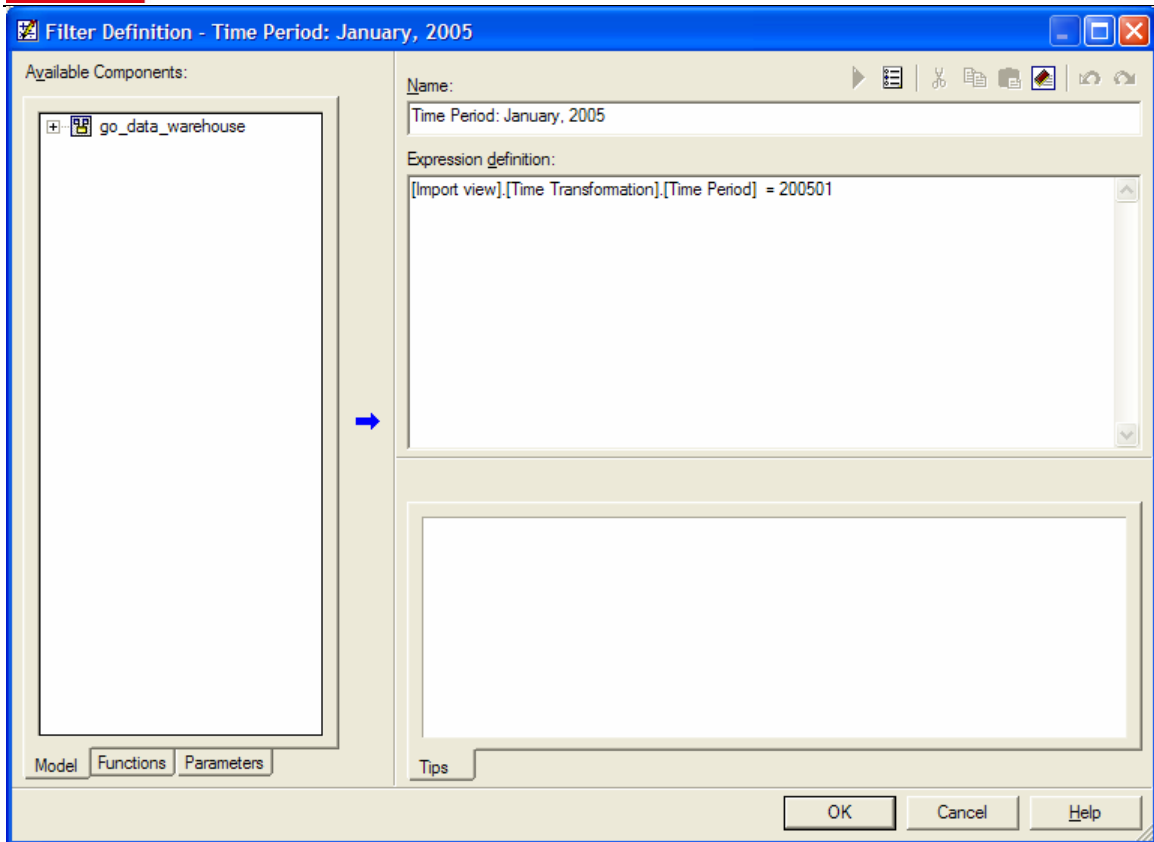 Filter Definition - Time Period: January, 2005
Available Components:
go_data_warehouse
Model
Functions
Parameters
Name:
Time Period: January, 2005
Expression definition:
[Import view].[Time Transformation].[Time Period]  = 200501
Tips
OK
Cancel
Help